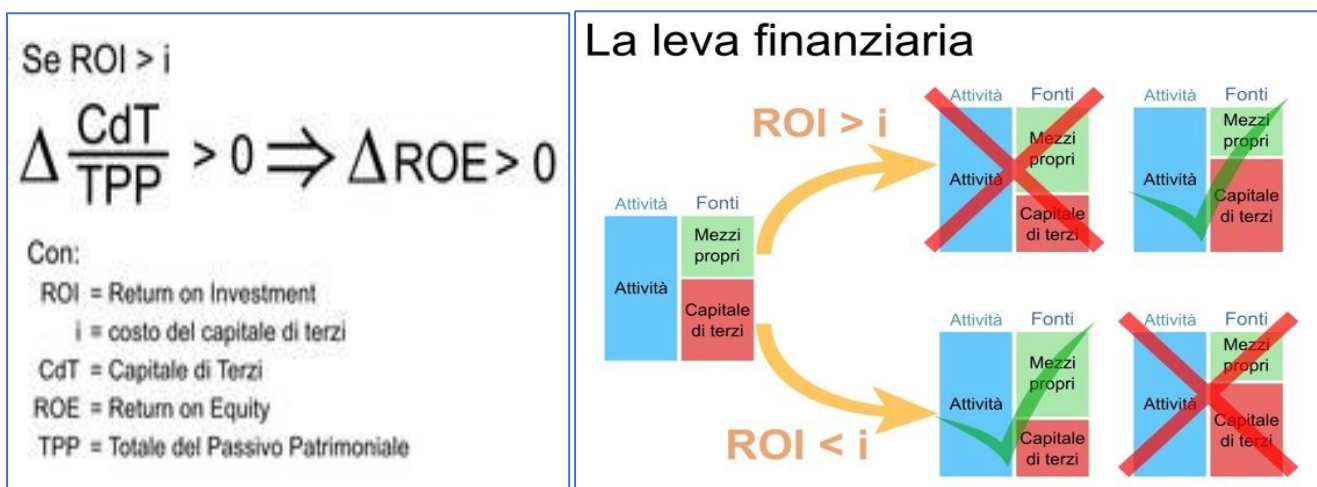 Se ROI > i
Δ CdT/TPP > 0 ⇒ Δ ROE > 0
Con:
ROI = Return on Investment
i = costo del capitale di terzi
CdT = Capitale di Terzi
ROE = Return on Equity
TPP = Totale del Passivo Patrimoniale
La leva finanziaria
ROI > i
Attività Fonti
Attività
Mezzi
propri
Capitale
di terzi
Attività Fonti
Attività
Mezzi
propri
Capitale
di terzi
Attività Fonti
Attività
Mezzi
propri
Capitale
di terzi
ROI < i
Attività Fonti
Attività
Mezzi
propri
Capitale
di terzi
Attività Fonti
Attività
Mezzi
propri
Capitale
di terzi